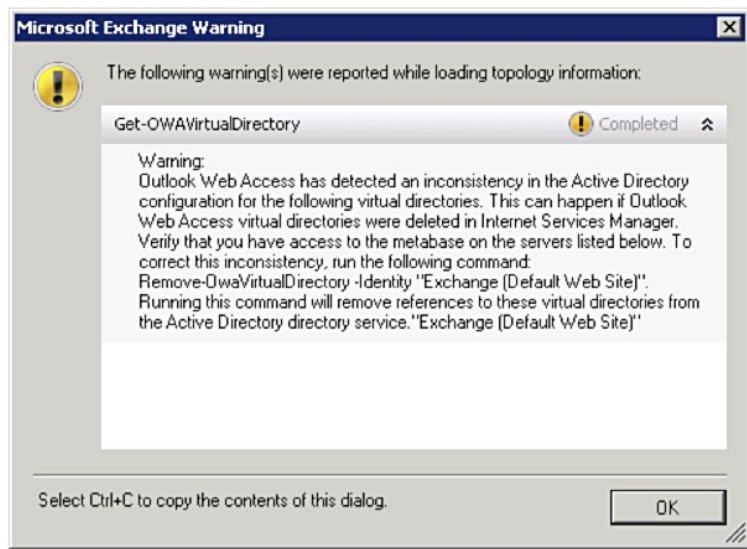 Microsoft Exchange Warning
The following warning(s) were reported while loading topology information:
Get-OWAVirtualDirectory
Completed
Warning:
Outlook Web Access has detected an inconsistency in the Active Directory
configuration for the following virtual directories. This can happen if Outlook
Web Access virtual directories were deleted in Internet Services Manager.
Verify that you have access to the metabase on the servers listed below. To
correct this inconsistency, run the following command:
Remove-OwaVirtualDirectory -Identity "Exchange (Default Web Site)".
Running this command will remove references to these virtual directories from
the Active Directory directory service."Exchange (Default Web Site)"
Select Ctrl+C to copy the contents of this dialog.
OK